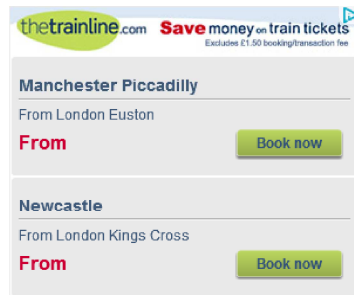 thetrainline.com Save money on train tickets
Excludes £1.50 booking/transaction fee
Manchester Piccadilly
From London Euston
From Book now
Newcastle
From London Kings Cross
From Book now